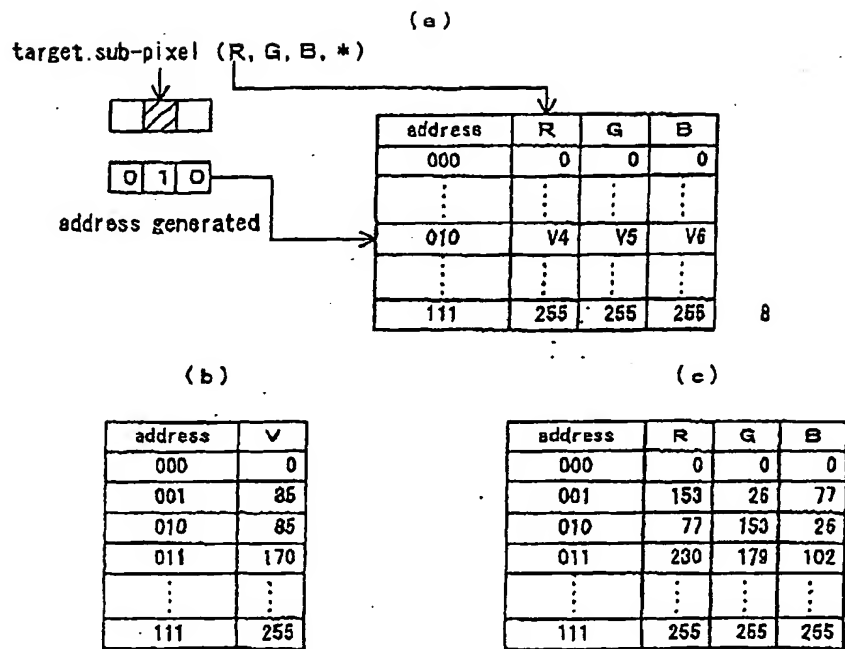 (a)
target.sub-pixel (R, G, B, *)
0 1 0
address generated
address R G B
000 0 0 0
010 V4 V5 V6
111 255 255 255
8
(b)
address V
000 0
001 85
010 85
011 170
111 255
(c)
address R G B
000 0 0 0
001 153 26 77
010 77 153 26
011 230 179 102
111 255 255 255